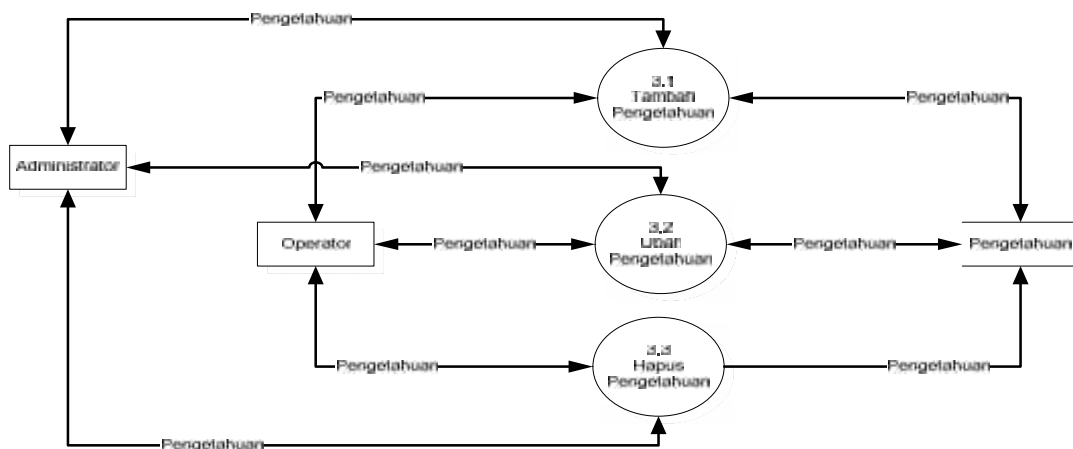 Pengetahuan
3.1
Tambah
Pengetahuan
Pengetahuan
Pengetahuan
Administrator
Pengetahuan
Operator
Pengetahuan
3.2
Ubah
Pengetahuan
Pengetahuan
Pengetahuan
3.3
Hapus
Pengetahuan
Pengetahuan
Pengetahuan
Pengetahuan